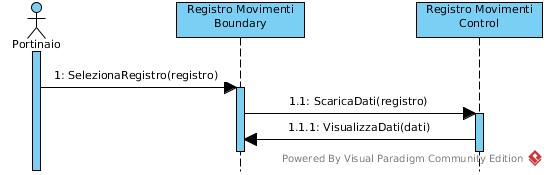 Registro Movimenti
Boundary
Registro Movimenti
Control
Portinaio
1: SelezionaRegistro(registro)
1.1: ScaricaDati(registro)
1.1.1: VisualizzaDati(dati)
Powered By Visual Paradigm Community Edition